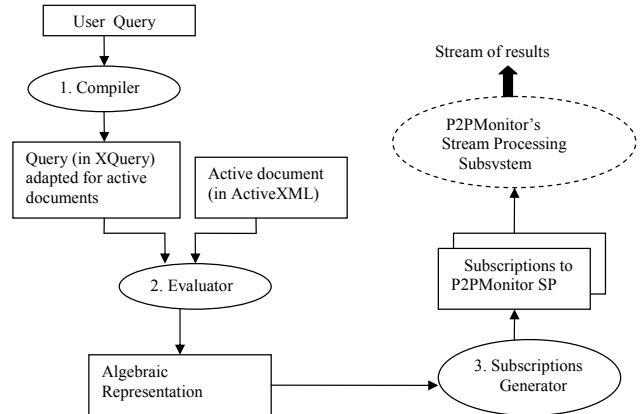 User Query
1. Compiler
Query (in XQuery)
adapted for active
documents
Active document
(in ActiveXML)
2. Evaluator
Algebraic
Representation
3. Subscriptions
Generator
Subscriptions to
P2PMonitor SP
P2PMonitor's
Stream Processing
Subsystem
Stream of results